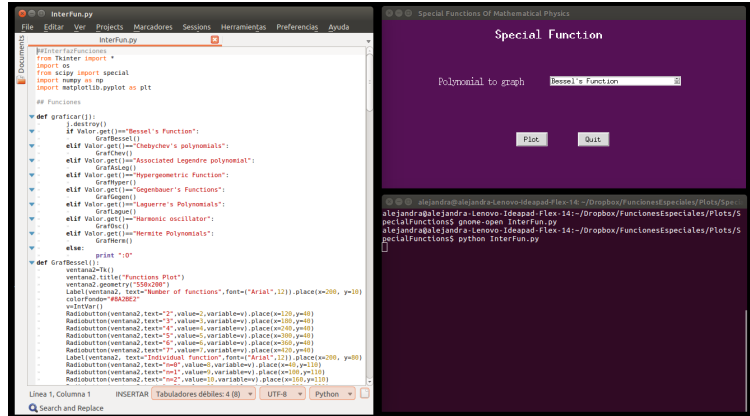 InterFun.py
File Editar Ver Projects Marcadores Sessions Herramientas Preferencias Ayuda
Documents
InterFun.py
##InterfazFunciones
from Tkinter import *
import os
from scipy import special
import numpy as np
import matplotlib.pyplot as plt
## Funciones
def graficar(j):
j.destroy()
if Valor.get()=="Bessel's Function":
GrafBessel()
elif Valor.get()=="Chebychev's polynomials":
GrafChev()
elif Valor.get()=="Associated Legendre polynomial":
GrafAsLeg()
elif Valor.get()=="Hypergeometric Function":
GrafHyper()
elif Valor.get()=="Gegenbauer's Functions":
GrafGegen()
elif Valor.get()=="Laguerre's Polynomials":
GrafLague()
elif Valor.get()=="Harmonic oscillator":
GrafOsc()
elif Valor.get()=="Hermite Polynomials":
GrafHerm()
else:
print ":O"
def GrafBessel():
ventana2=Tk()
ventana2.title("Functions Plot")
ventana2.geometry("550x200")
Label(ventana2, text="Number of functions",font=("Arial",12)).place(x=200, y=10)
colorFondo="#8A2BE2"
v=IntVar()
Radiobutton(ventana2,text="2",value=2,variable=v).place(x=120,y=40)
Radiobutton(ventana2,text="3",value=3,variable=v).place(x=180,y=40)
Radiobutton(ventana2,text="4",value=4,variable=v).place(x=240,y=40)
Radiobutton(ventana2,text="5",value=5,variable=v).place(x=300,y=40)
Radiobutton(ventana2,text="6",value=6,variable=v).place(x=360,y=40)
Radiobutton(ventana2,text="7",value=7,variable=v).place(x=420,y=40)
Label(ventana2, text="Individual function",font=("Arial",12)).place(x=200, y=80)
Radiobutton(ventana2,text="n=0",value=8,variable=v).place(x=40,y=110)
Radiobutton(ventana2,text="n=1",value=9,variable=v).place(x=100,y=110)
Radiobutton(ventana2,text="n=2",value=10,variable=v).place(x=160,y=110)
Línea 1, Columna 1 INSERTAR Tabuladores débiles: 4 (8) UTF-8 Python
Search and Replace
Special Functions Of Mathematical Physics
Special Function
Polynomial to graph Bessel's Function
Plot Quit
alejandra@alejandra-Lenovo-Ideapad-Flex-14: ~/Dropbox/FuncionesEspeciales/Plots/Spec
alejandra@alejandra-Lenovo-Ideapad-Flex-14:~/Dropbox/FuncionesEspeciales/Plots/S
pecialFunctions$ gnome-open InterFun.py
alejandra@alejandra-Lenovo-Ideapad-Flex-14:~/Dropbox/FuncionesEspeciales/Plots/S
pecialFunctions$ python InterFun.py